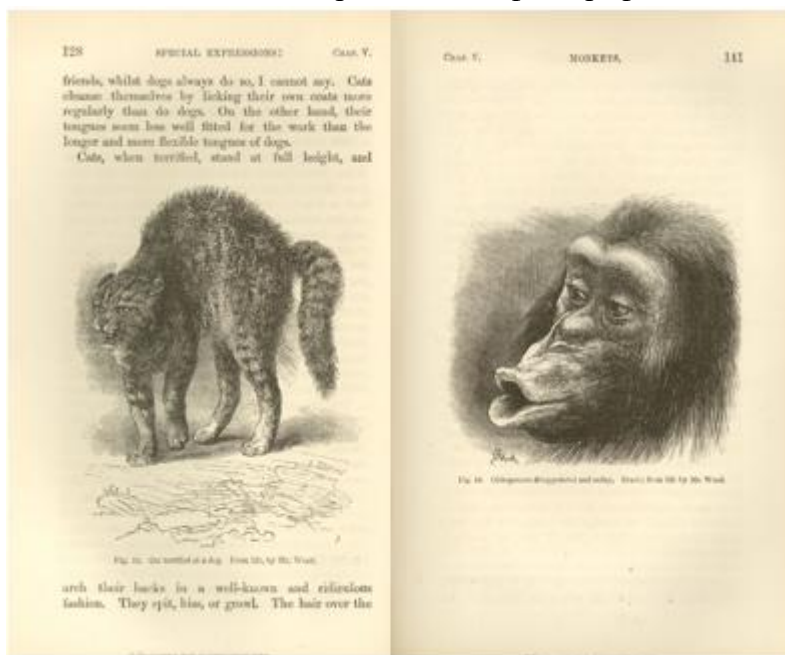 128 SPECIAL EXPRESSIONS: CHAP. V.
friends, whilst dogs always do so, I cannot say. Cats
cleanse themselves by licking their own coats more
regularly than do dogs. On the other hand, their
tongues seem less well fitted for the work than the
longer and more flexible tongues of dogs.
Cats, when terrified, stand at full height, and
Fig. 15. Cat terrified at a dog. From life, by Mr. Wood.
arch their backs in a well-known and ridiculous
fashion. They spit, hiss, or growl. The hair over the
CHAP. V. MONKEYS. 141
Fig. 18. Chimpanzee disappointed and sulky. Drawn from life by Mr. Wood.